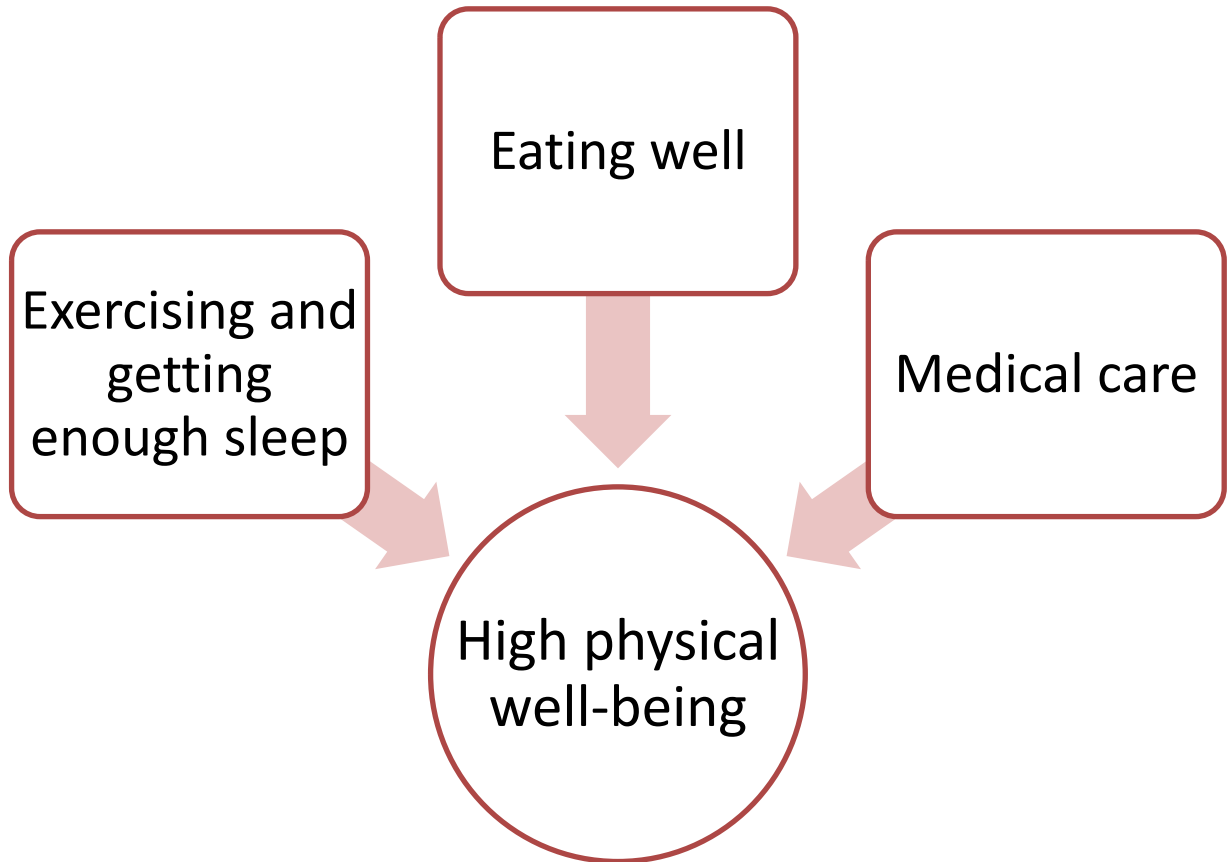 Eating well
Exercising and
getting
enough sleep
Medical care
High physical
well-being